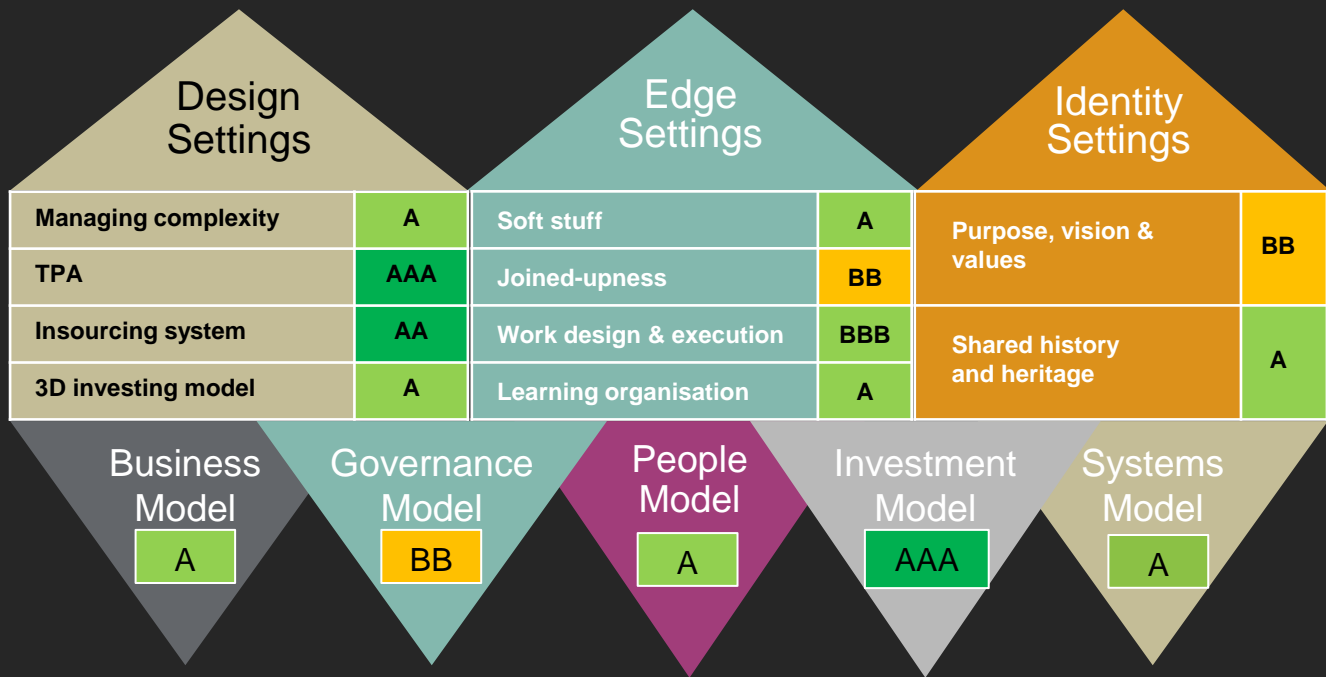 Design
Settings
Edge
Settings
Identity
Settings
Managing complexity
A
TPA
AAA
Insourcing system
AA
3D investing model
A
Soft stuff
A
Joined-upness
BB
Work design & execution
BBB
Learning organisation
A
Purpose, vision &
values
BB
Shared history
and heritage
A
Business
Model
A
Governance
Model
BB
People
Model
A
Investment
Model
AAA
Systems
Model
A